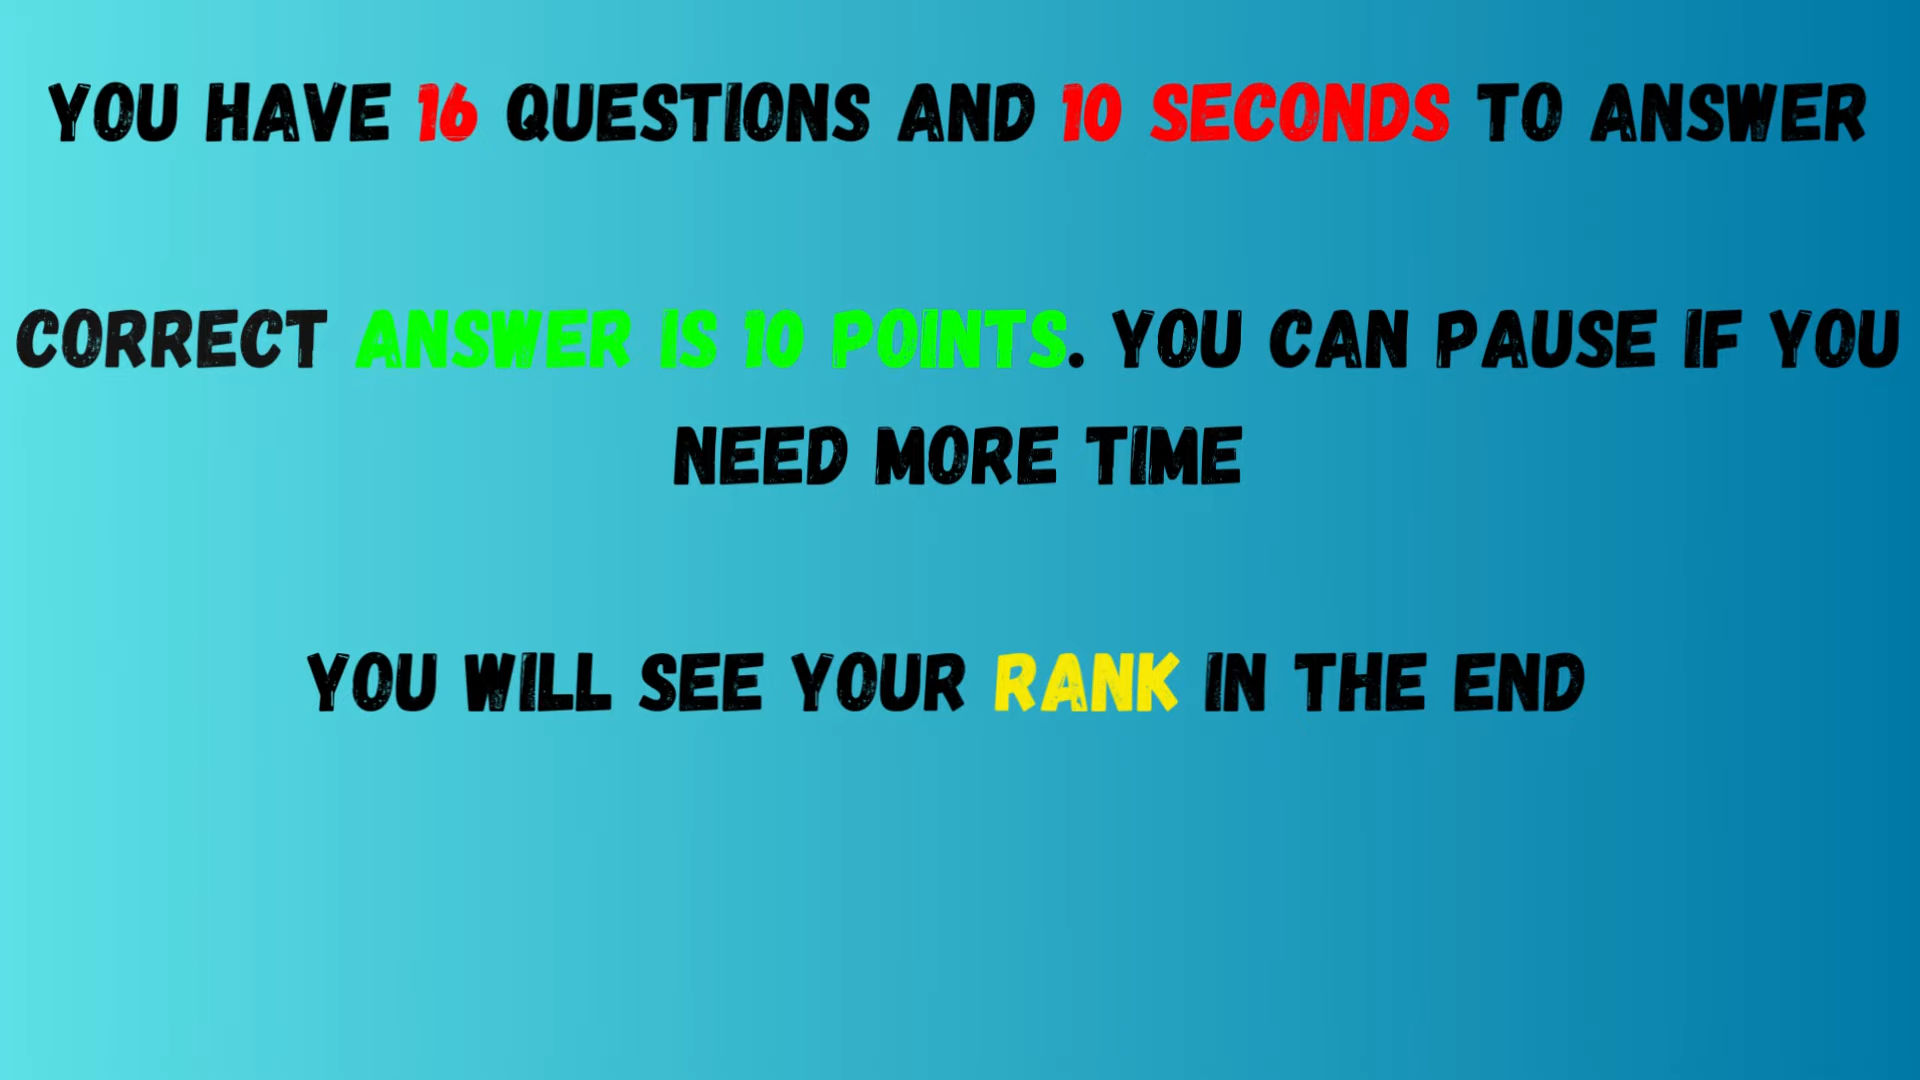 YOU HAVE 16 QUESTIONS AND 10 SECONDS TO ANSWER
CORRECT ANSWER IS 10 POINTS. YOU CAN PAUSE IF YOU
NEED MORE TIME
YOU WILL SEE YOUR RANK IN THE END